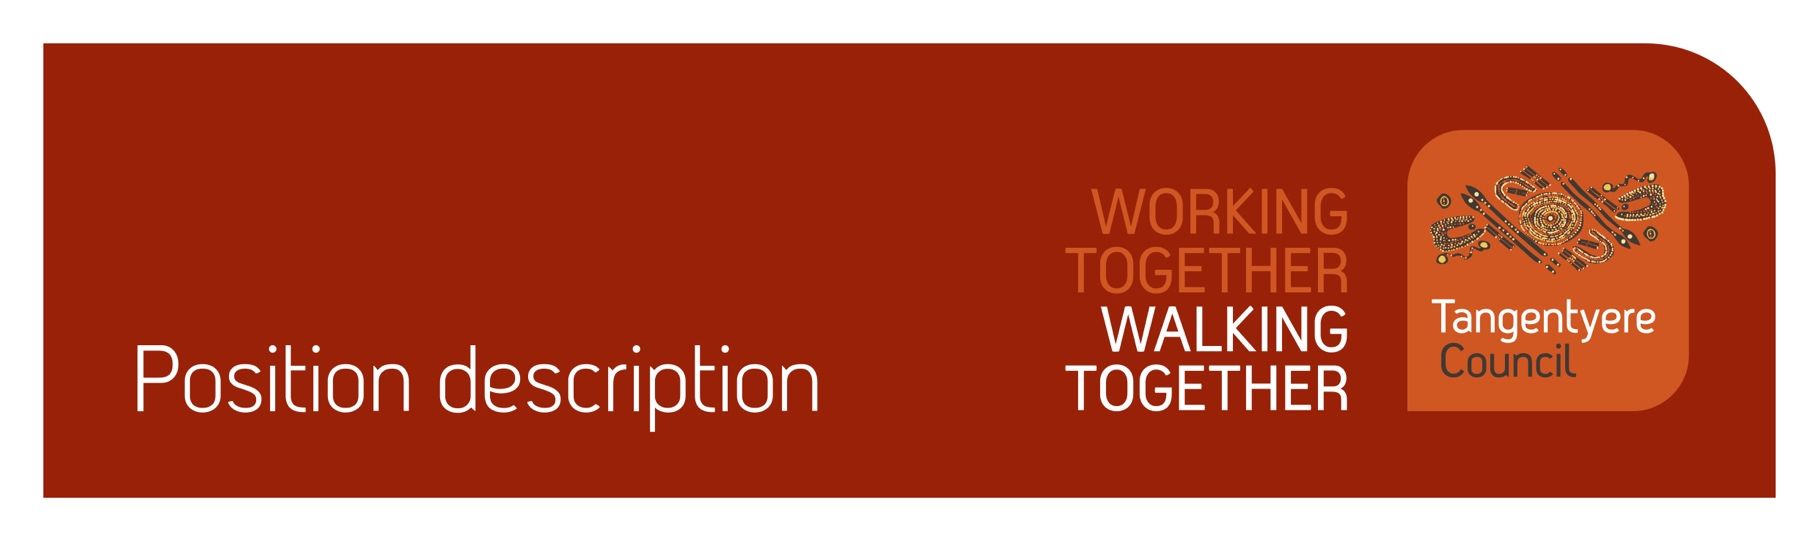 Position description
WORKING
TOGETHER
WALKING
TOGETHER
Tangentyere
Council